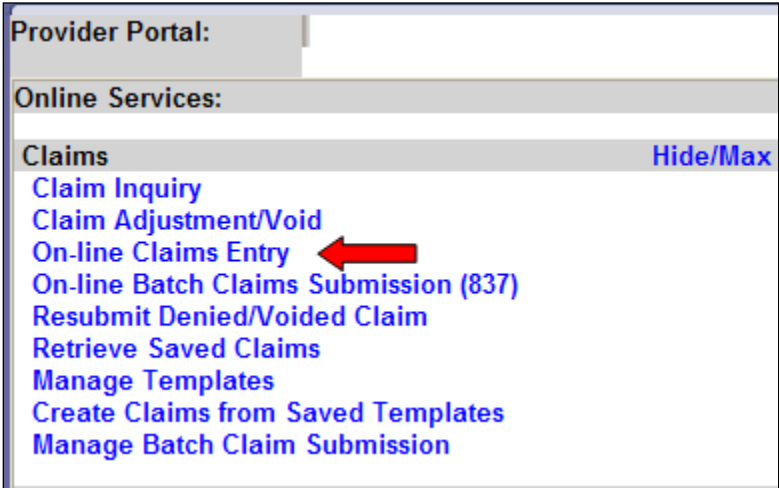 Provider Portal:
Online Services:
Claims Hide/Max
Claim Inquiry
Claim Adjustment/Void
On-line Claims Entry
On-line Batch Claims Submission (837)
Resubmit Denied/Voided Claim
Retrieve Saved Claims
Manage Templates
Create Claims from Saved Templates
Manage Batch Claim Submission